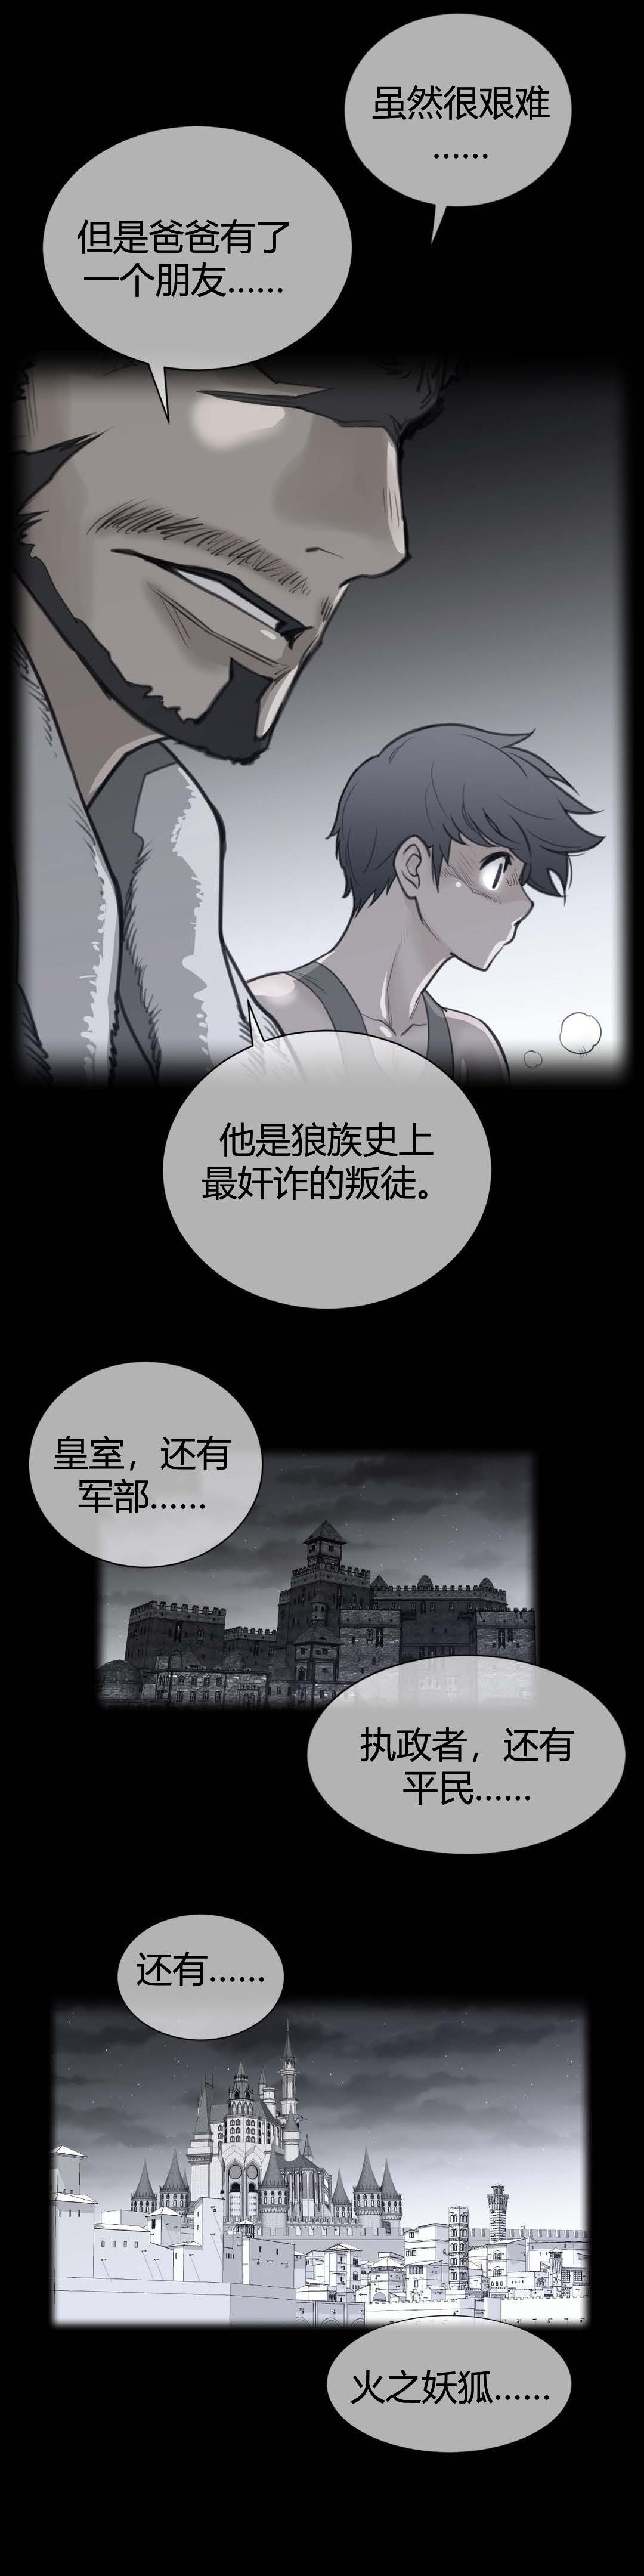 虽然很艰难
……
但是爸爸有了
一个朋友……
他是狼族史上
最奸诈的叛徒。
皇室，还有
军部……
执政者，还有
平民……
还有……
火之妖狐……